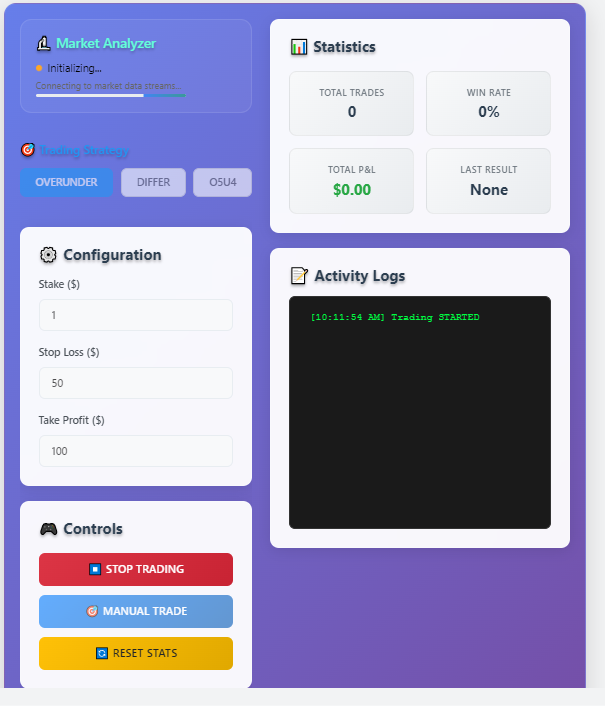 Market Analyzer
Initializing...
Connecting to market data streams...
Trading Strategy
OVERUNDER
DIFFER
O5U4
Configuration
Stake ($)
1
Stop Loss ($)
50
Take Profit ($)
100
Controls
STOP TRADING
MANUAL TRADE
RESET STATS
Statistics
TOTAL TRADES
0
WIN RATE
0%
TOTAL P&L
$0.00
LAST RESULT
None
Activity Logs
[10:11:54 AM] Trading STARTED